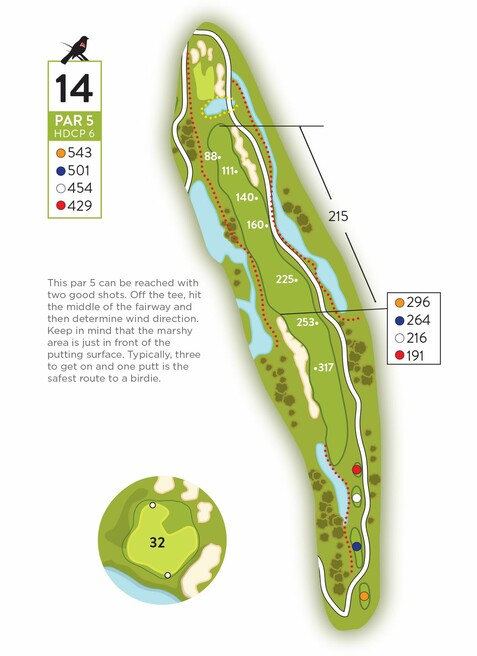 14
PAR 5
HDCP 6
543
501
454
429
88
111
140
160
215
225
296
264
216
191
253
317
This par 5 can be reached with
two good shots. Off the tee, hit
the middle of the fairway and
then determine wind direction.
Keep in mind that the marshy
area is just in front of the
putting surface. Typically, three
to get on and one putt is the
safest route to a birdie.
32